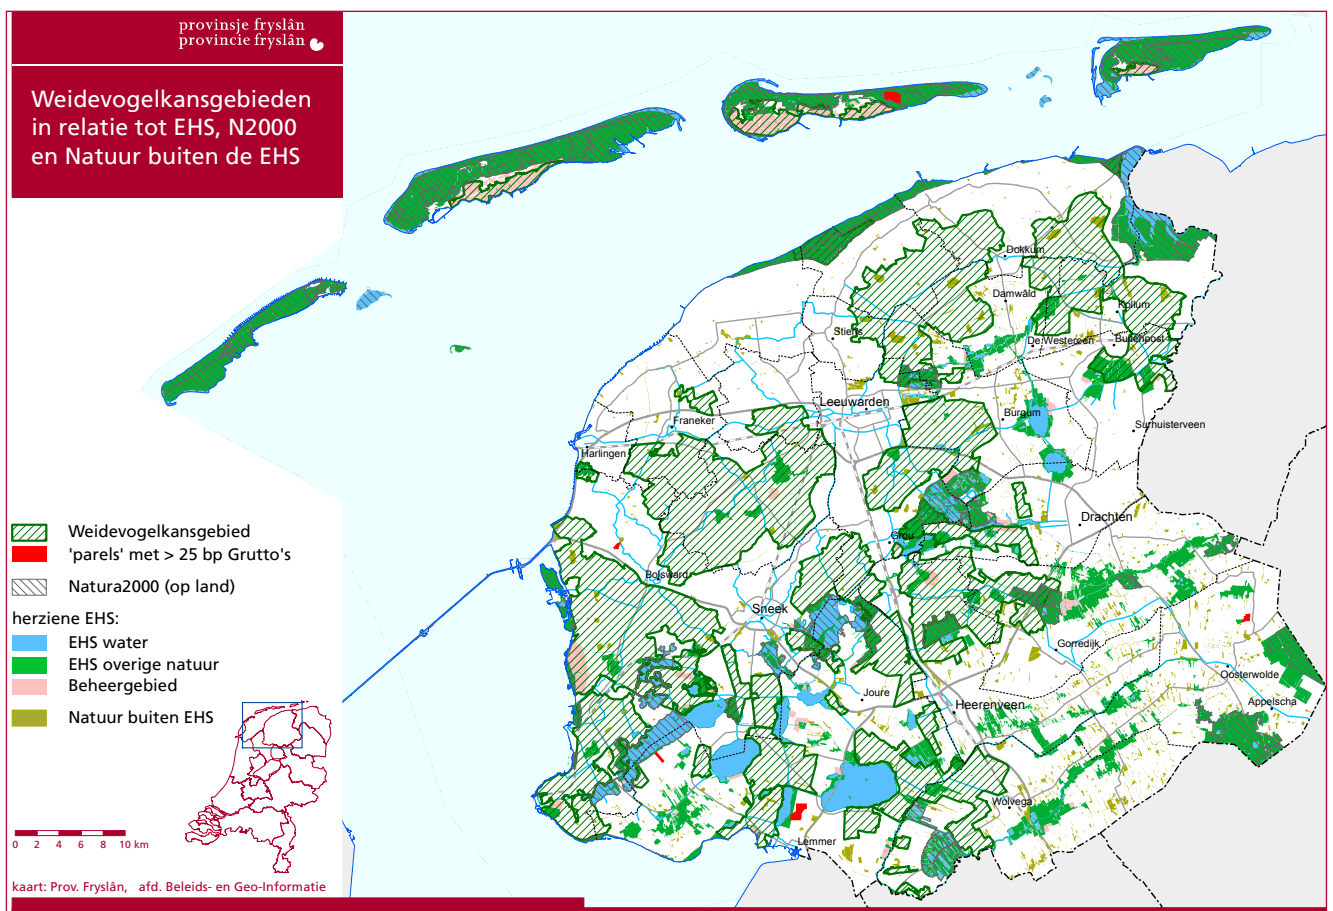 provinsje fryslân
provincie fryslân
Weidevogelkansgebieden
in relatie tot EHS, N2000
en Natuur buiten de EHS
Dokkum
Damwâld
Kollum
Stiens
De Westereen
Buitenpost
Leeuwarden
Burgum
Franeker
Surhuisterveen
Harlingen
Drachten
Grou
Bolsward
Sneek
Gorredijk
Oosterwolde
Joure
Heerenveen
Appelscha
Wolvega
Lemmer
Weidevogelkansgebied
'parels' met > 25 bp Grutto's
Natura2000 (op land)
herziene EHS:
EHS water
EHS overige natuur
Beheergebied
Natuur buiten EHS
0 2 4 6 8 10 km
kaart: Prov. Fryslân, afd. Beleids- en Geo-Informatie